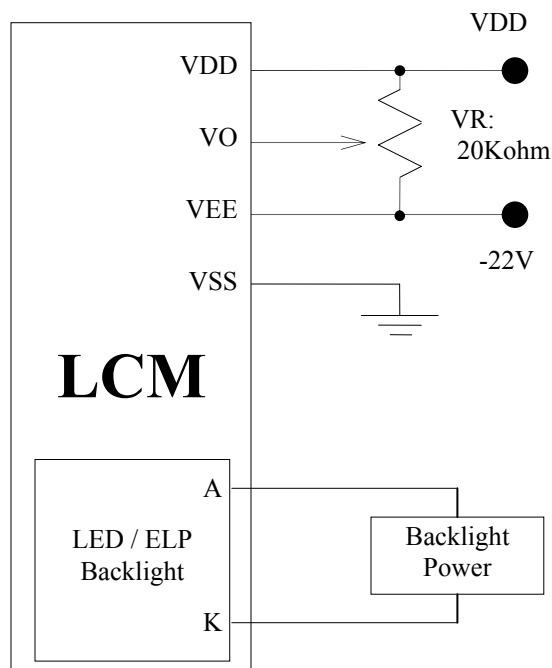 VDD
VDD
VO
VR:
20Kohm
VEE
-22V
VSS
LCM
A
LED / ELP
Backlight
Backlight
Power
K